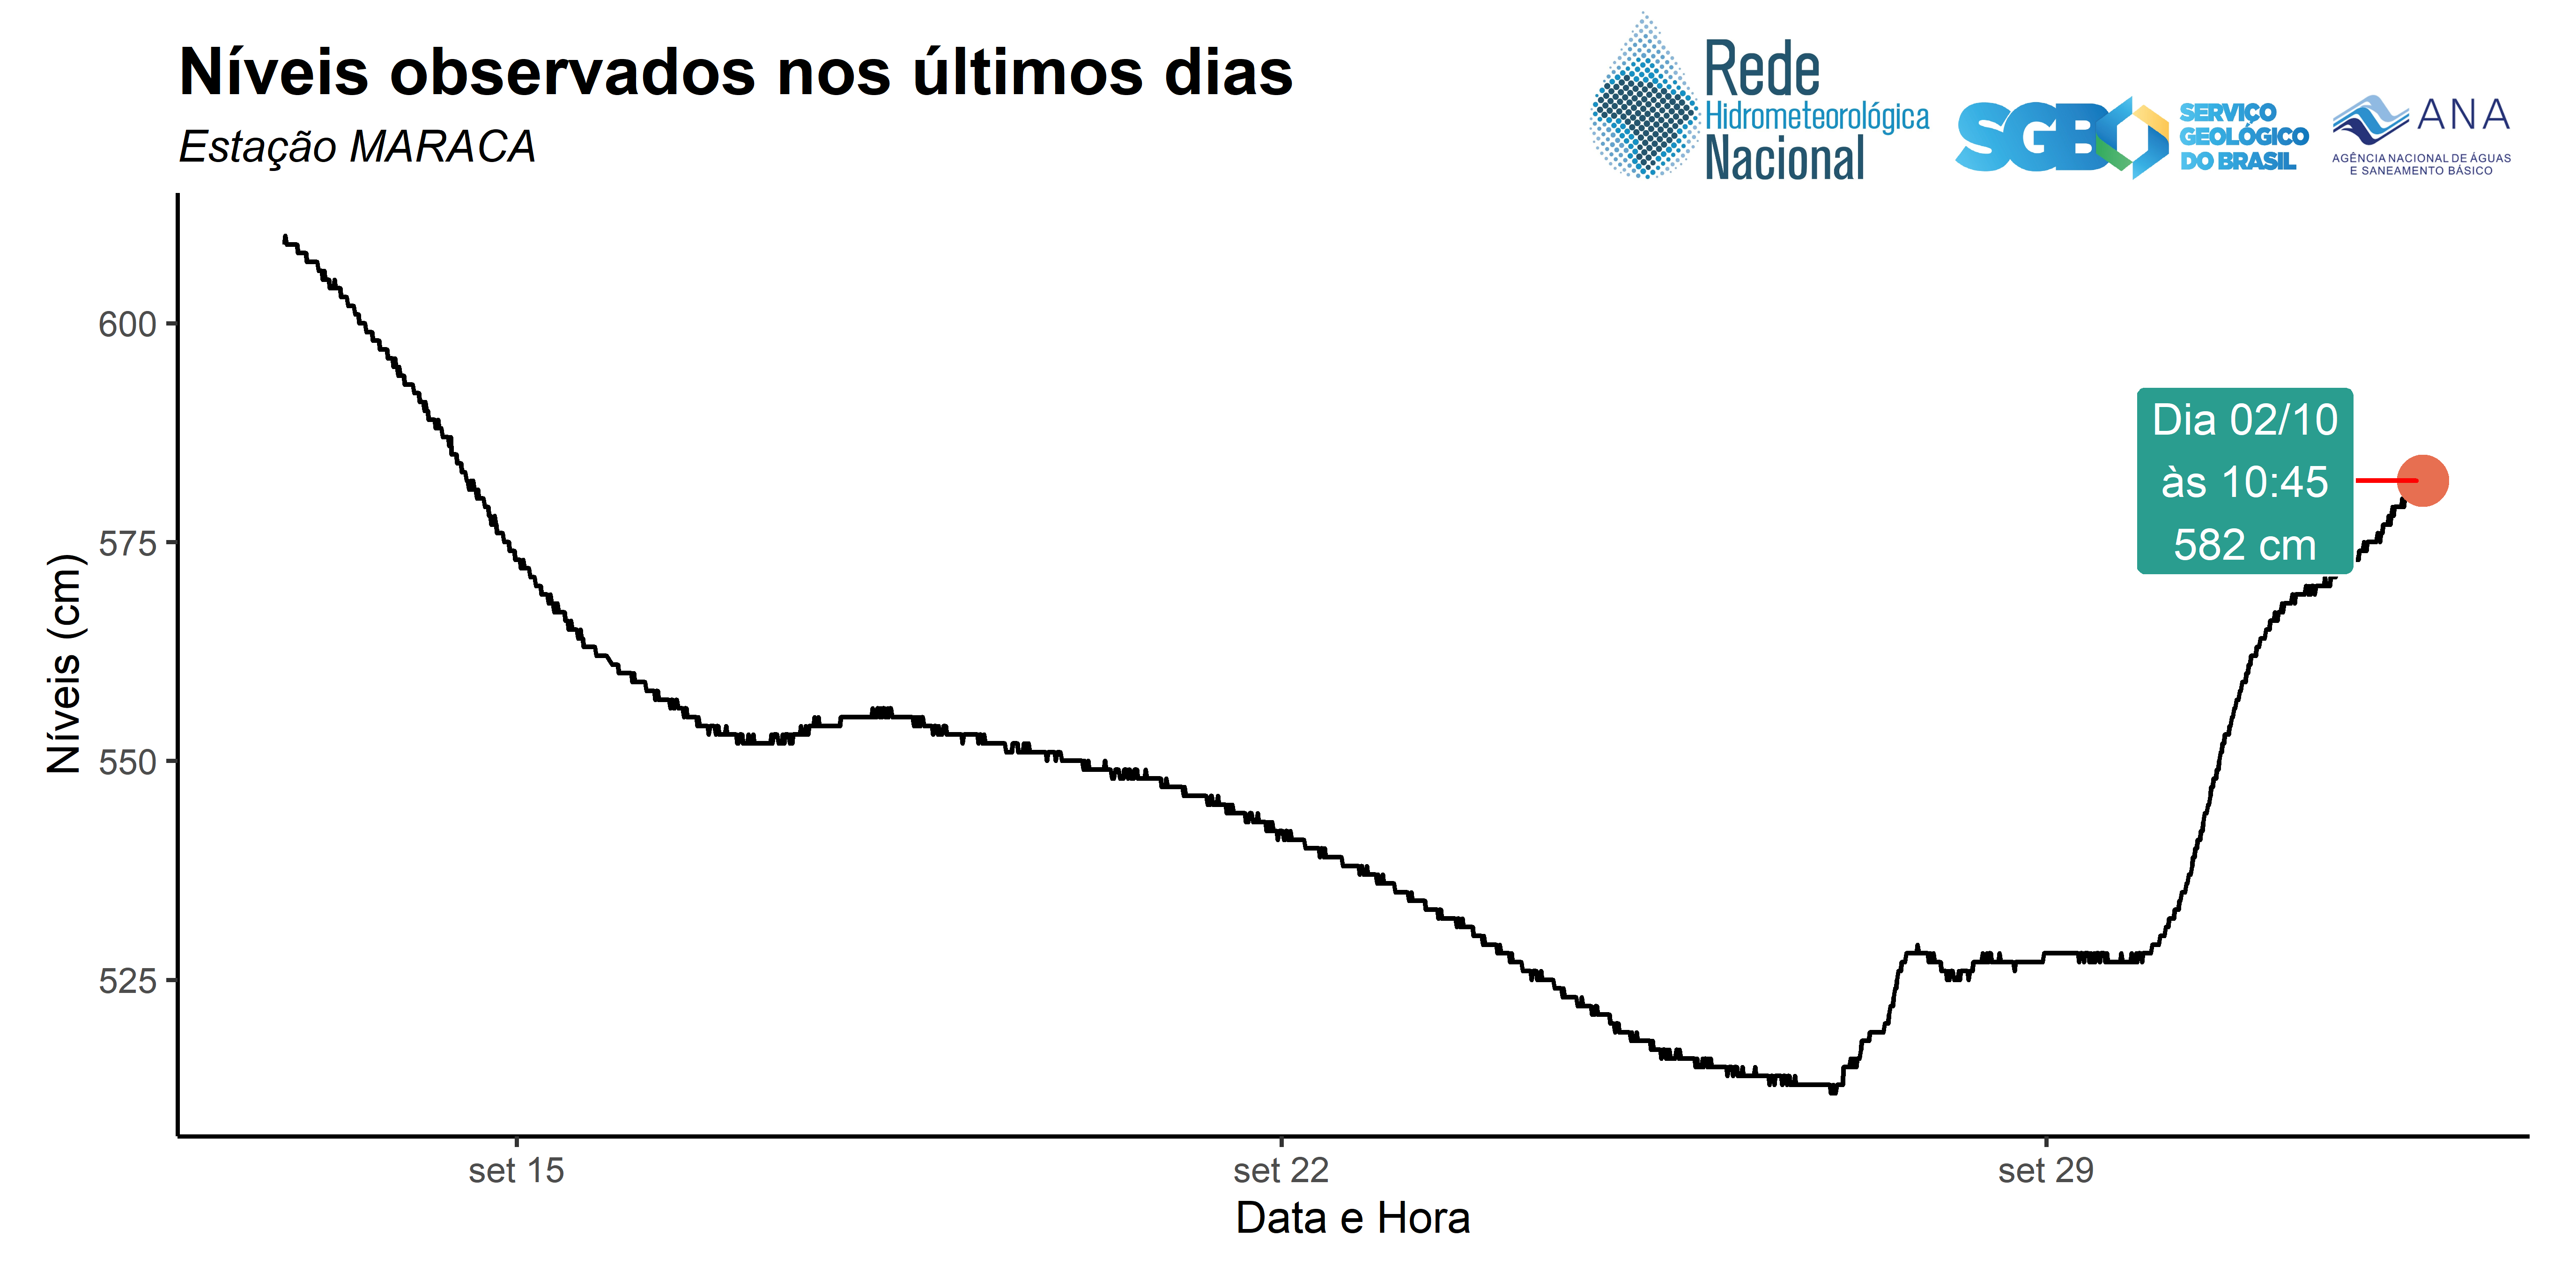 Níveis observados nos últimos dias
Estação MARACA
Rede
Hidrometeorológica
Nacional
SGB
SERVIÇO
GEOLÓGICO
DO BRASIL
ANA
AGÊNCIA NACIONAL DE ÁGUAS
E SANEAMENTO BÁSICO
Níveis (cm)
600
575
550
525
Dia 02/10
às 10:45
582 cm
set 15
set 22
set 29
Data e Hora